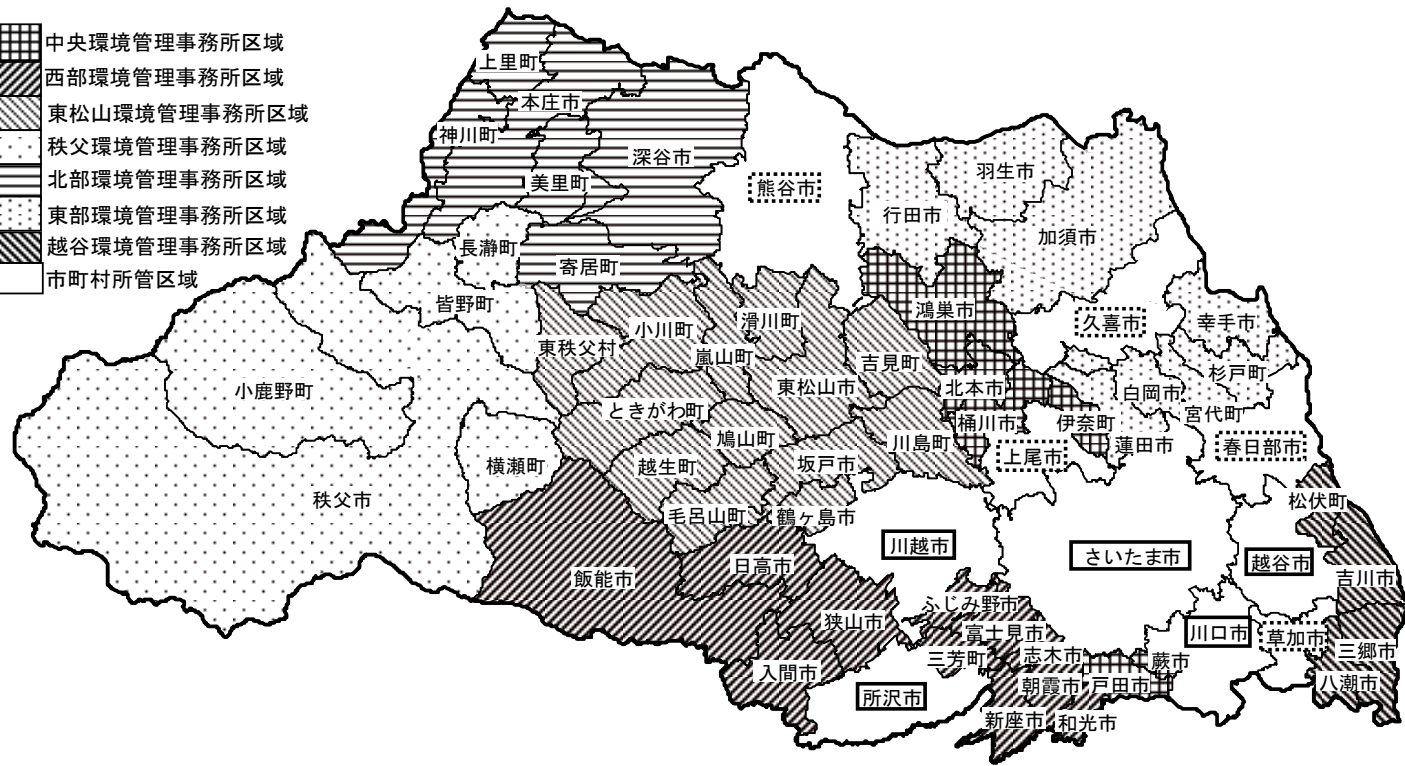 中央環境管理事務所区域
西部環境管理事務所区域
東松山環境管理事務所区域
秩父環境管理事務所区域
北部環境管理事務所区域
東部環境管理事務所区域
越谷環境管理事務所区域
市町村所管区域
上里町
本庄市
神川町
深谷市
美里町
熊谷市
羽生市
行田市
加須市
長瀞町
寄居町
皆野町
鴻巣市
久喜市
幸手市
小川町
滑川町
東秩父村
嵐山町
吉見町
杉戸町
小鹿野町
東松山市
北本市
白岡市
ときがわ町
宮代町
桶川市
伊奈町
鳩山町
川島町
蓮田市
春日部市
上尾市
横瀬町
越生町
坂戸市
秩父市
松伏町
毛呂山町
鶴ヶ島市
川越市
さいたま市
越谷市
日高市
飯能市
吉川市
ふじみ野市
狭山市
富士見市
川口市
草加市
三芳町
志木市
蕨市
三郷市
入間市
朝霞市
戸田市
八潮市
所沢市
新座市
和光市